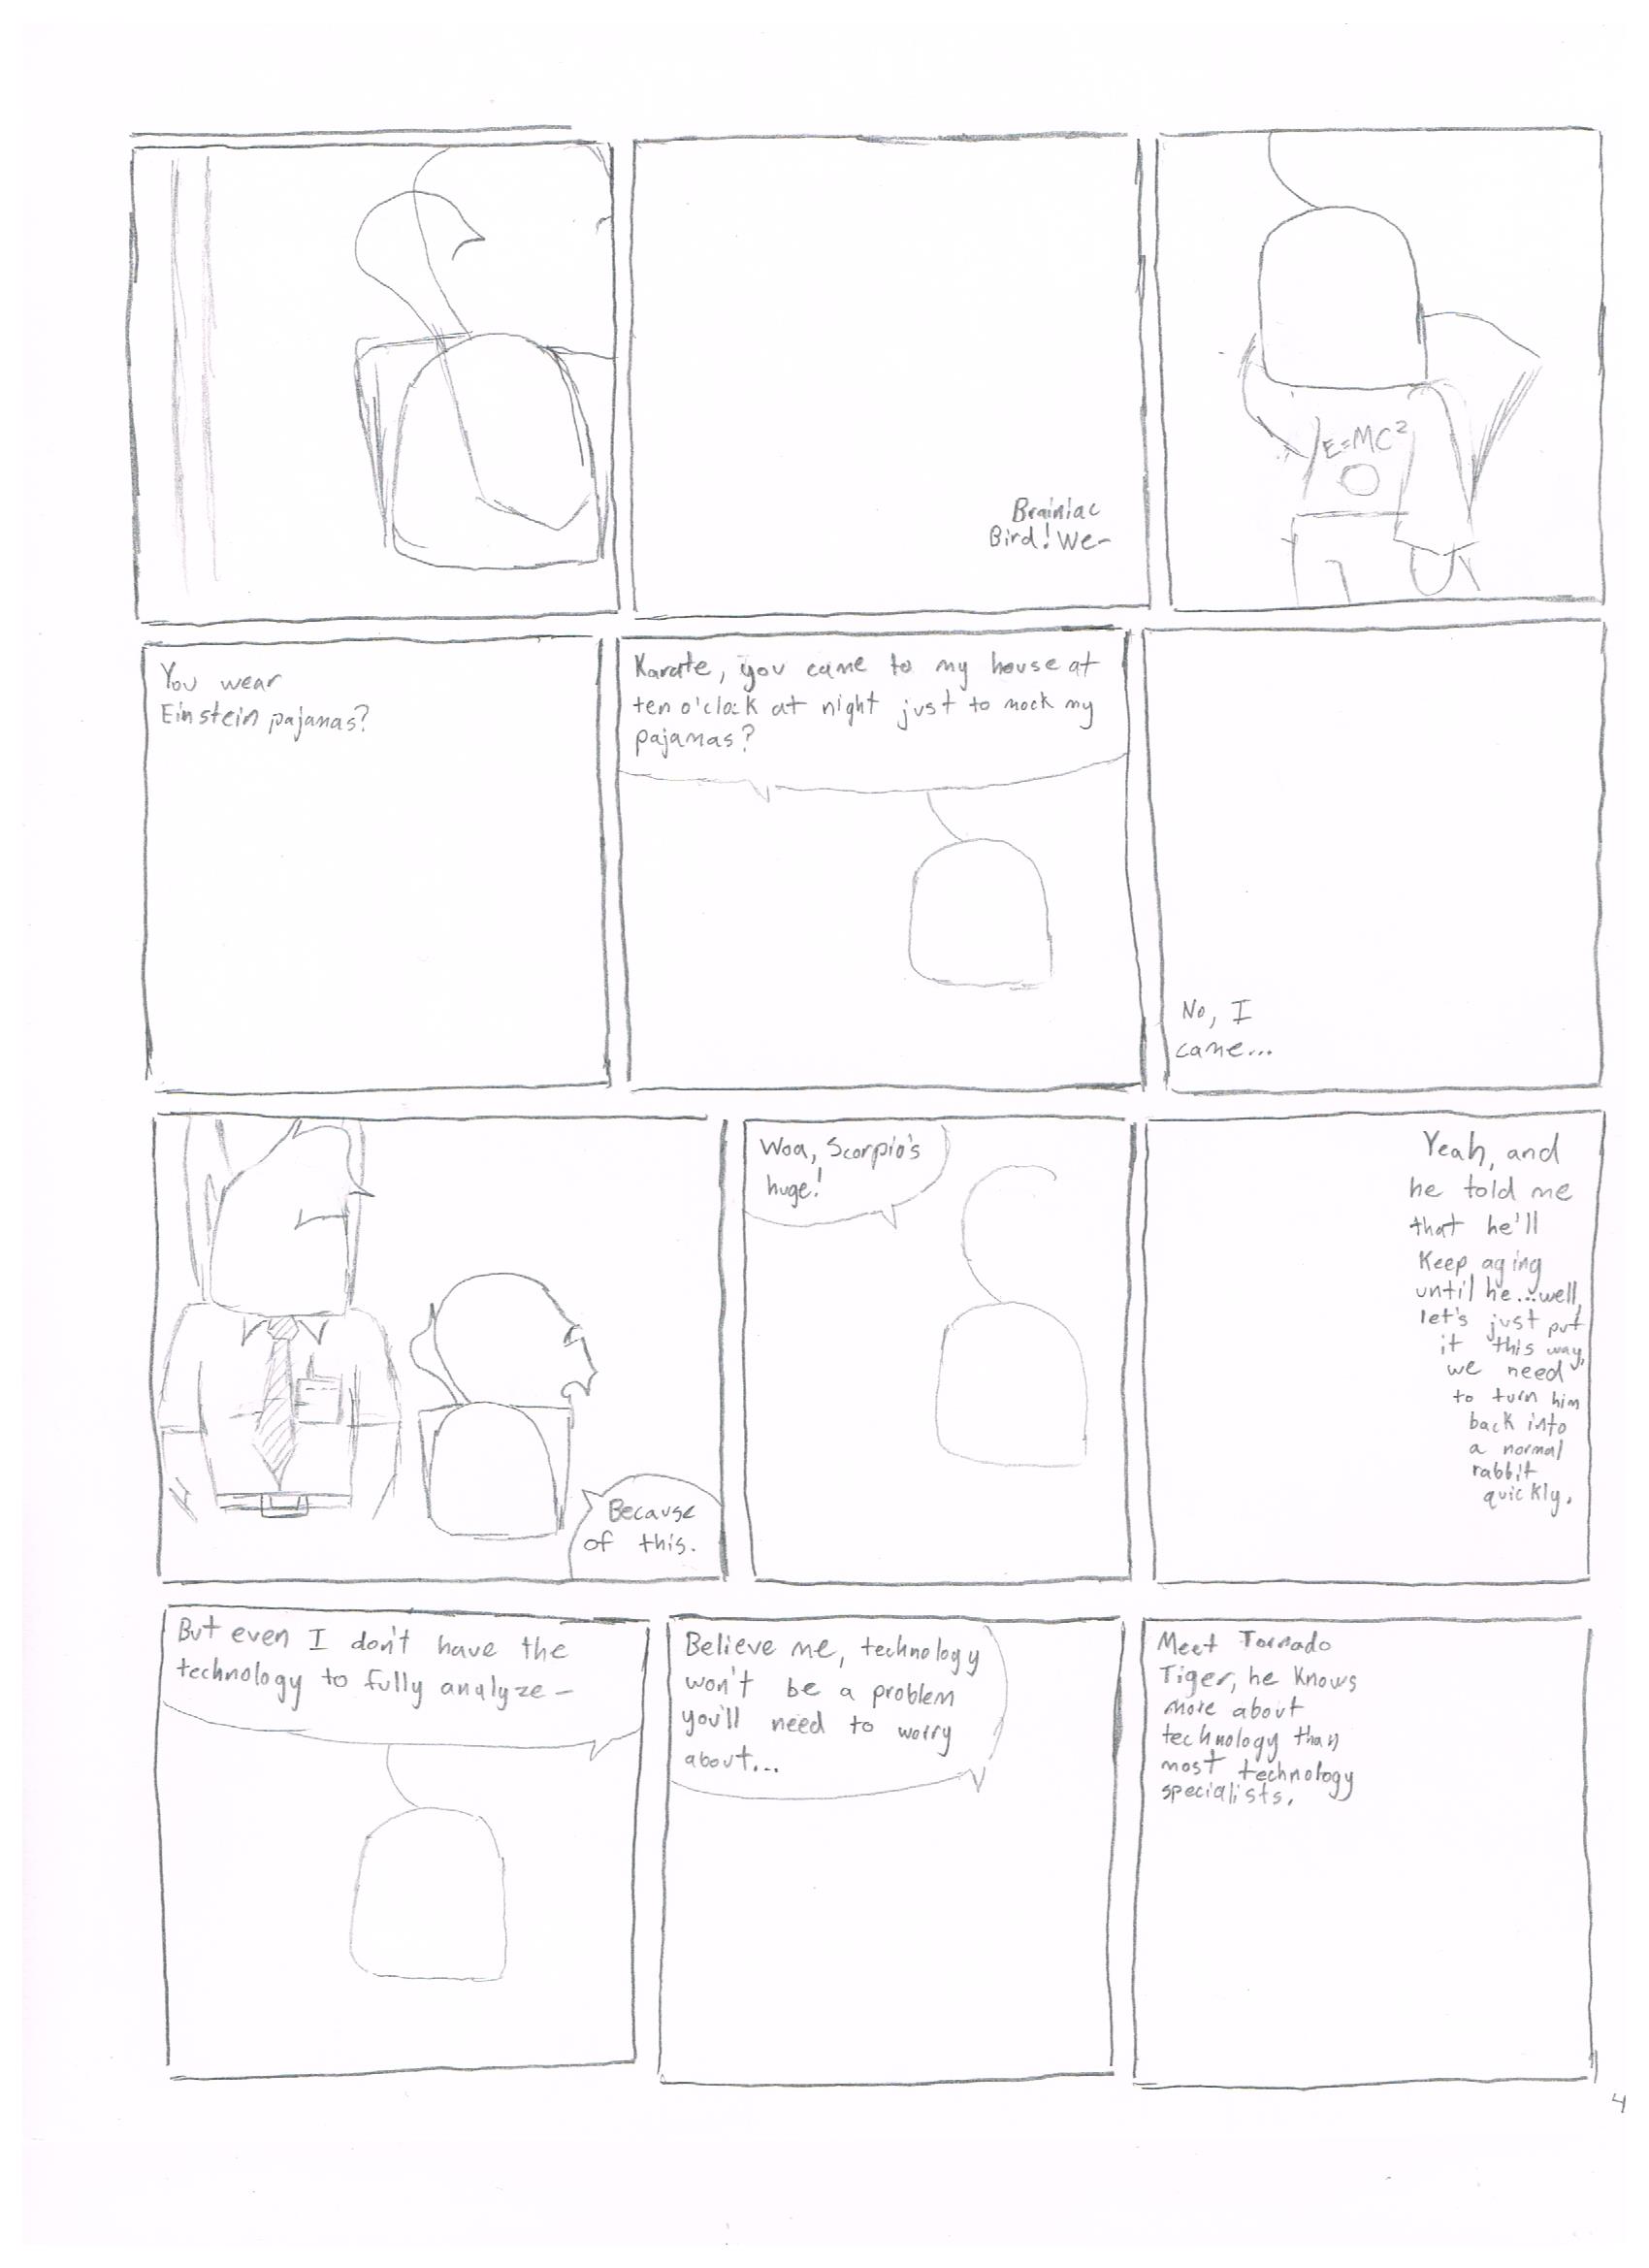 Brainiac
Bird! We-
E=MC²
You wear
Einstein pajamas?
Karate, you came to my house at
ten o'clock at night just to mock my
pajamas?
No, I
came...
Because
of this.
Woa, Scorpio's
huge!
Yeah, and
he told me
that he'll
Keep aging
until he...well,
let's just put
it this way,
we need
to turn him
back into
a normal
rabbit
quickly.
But even I don't have the
technology to fully analyze-
Believe me, technology
won't be a problem
you'll need to worry
about...
Meet Tornado
Tiger, he knows
more about
technology than
most technology
specialists.
4